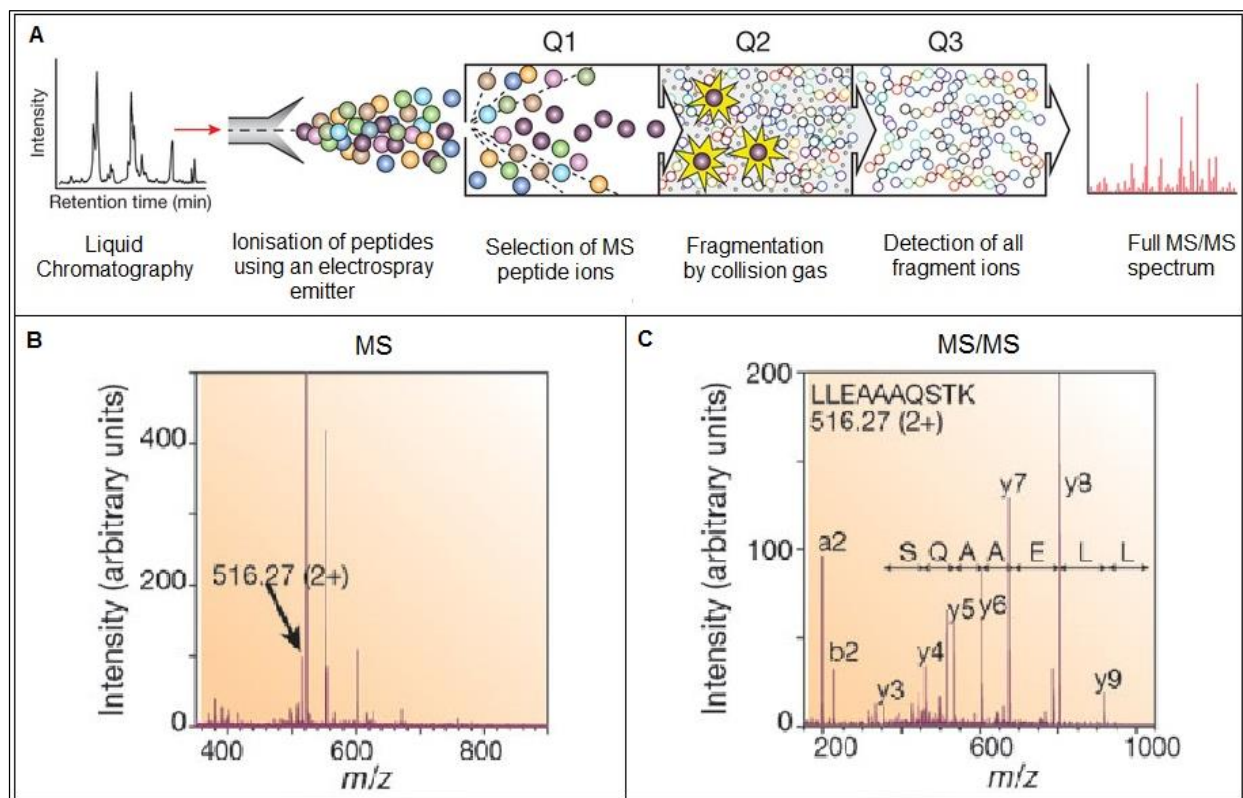 A
Q1
Q2
Q3
Intensity
Retention time (min)
Liquid
Chromatography
Ionisation of peptides
using an electrospray
emitter
Selection of MS
peptide ions
Fragmentation
by collision gas
Detection of all
fragment ions
Full MS/MS
spectrum
B
MS
Intensity (arbitrary units)
400
200
0
516.27 (2+)
400
600
800
m/z
C
MS/MS
Intensity (arbitrary units)
200
100
0
LLEAAAQSTK
516.27 (2+)
y7
y8
a2
S Q A A E L L
y5
y6
b2
y4
y3
y9
200
600
1000
m/z